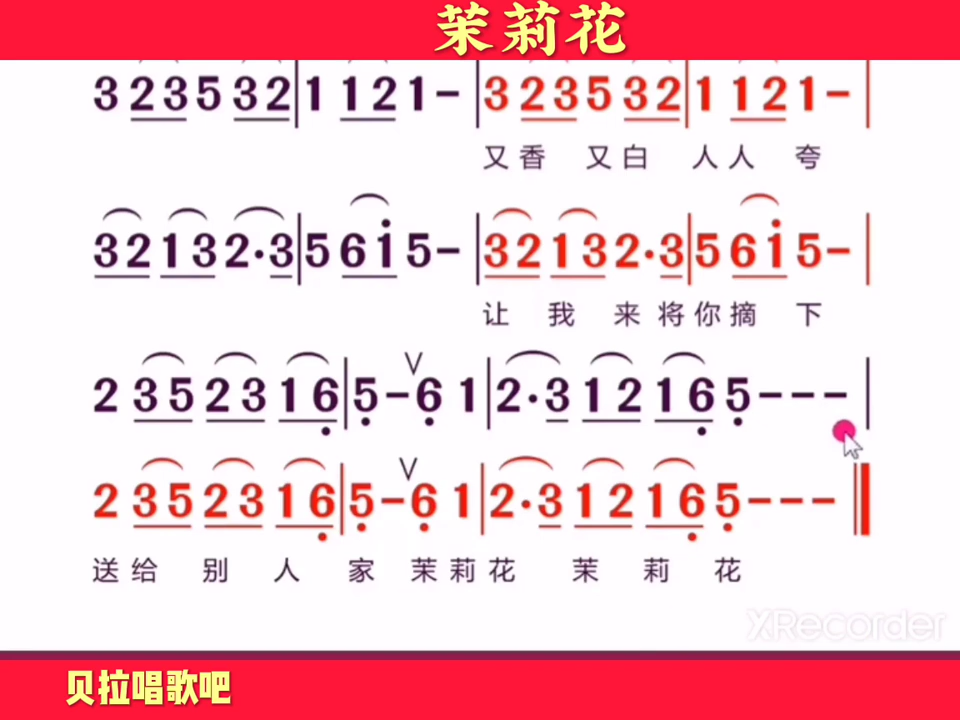 茉莉花
3 2 3 5 3 2 | 1 1 2 1 – | 3 2 3 5 3 2 | 1 1 2 1 – |
又香 又白 人人 夸
3 2 1 3 2 · 3 | 5 6 i 5 – | 3 2 1 3 2 · 3 | 5 6 i 5 – |
让 我 来 将你摘 下
2 3 5 2 3 1 6 | 5 – V 6 1 | 2 · 3 1 2 1 6 5 – – – |
2 3 5 2 3 1 6 | 5 – V 6 1 | 2 · 3 1 2 1 6 5 – – – ‖
送给 别 人 家 茉莉花 茉 莉 花
XRecorder
贝拉唱歌吧